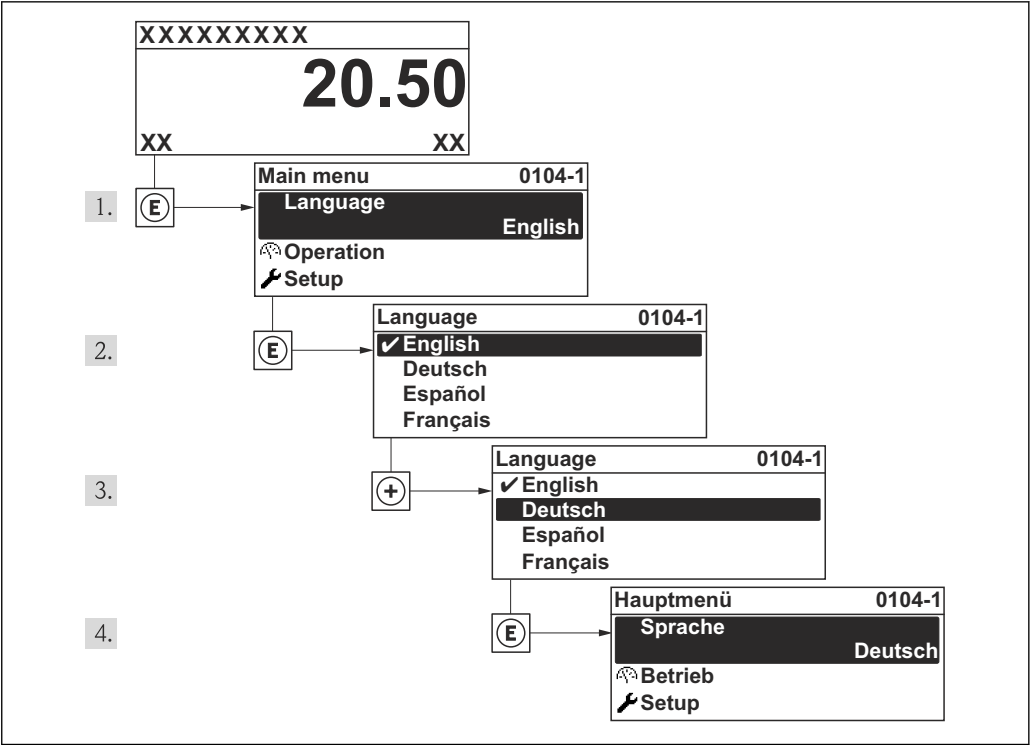 XXXXXXXXX
20.50
XX XX
1.
E
Main menu 0104-1
Language
English
Operation
Setup
2.
E
Language 0104-1
✔English
Deutsch
Español
Français
3.
+
Language 0104-1
✔English
Deutsch
Español
Français
4.
E
Hauptmenü 0104-1
Sprache
Deutsch
Betrieb
Setup